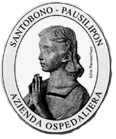 SANTOBONO - PAUSILIPON
AZIENDA OSPEDALIERA